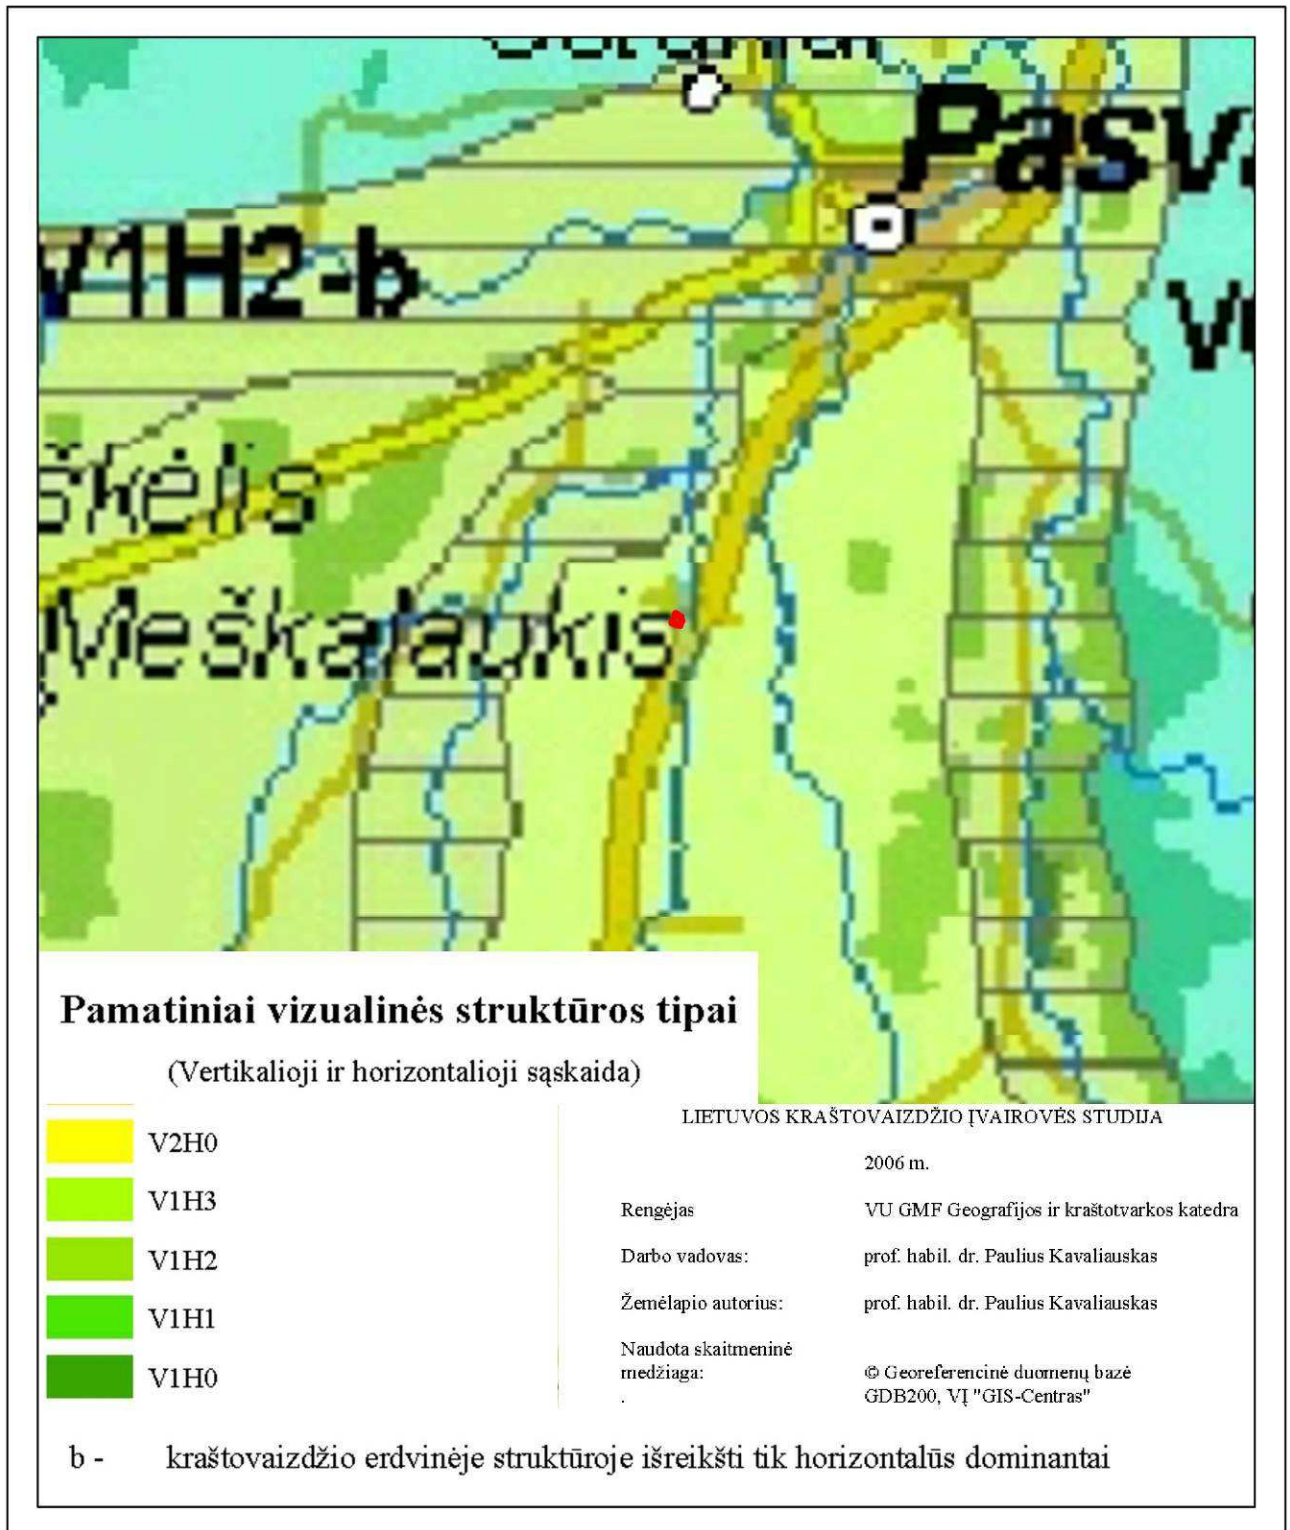 Pasv
V1H2-b
škėlis
Meškalaukis
Pamatiniai vizualinės struktūros tipai
(Vertikalioji ir horizontalioji sąskaida)
V2H0
V1H3
V1H2
V1H1
V1H0
LIETUVOS KRAŠTOVAIZDŽIO ĮVAIROVĖS STUDIJA
2006 m.
Rengėjas VU GMF Geografijos ir kraštotvarkos katedra
Darbo vadovas: prof. habil. dr. Paulius Kavaliauskas
Žemėlapio autorius: prof. habil. dr. Paulius Kavaliauskas
Naudota skaitmeninė
medžiaga: © Georeferencinė duomenų bazė
. GDB200, VĮ "GIS-Centras"
b - kraštovaizdžio erdvinėje struktūroje išreikšti tik horizontalūs dominantai